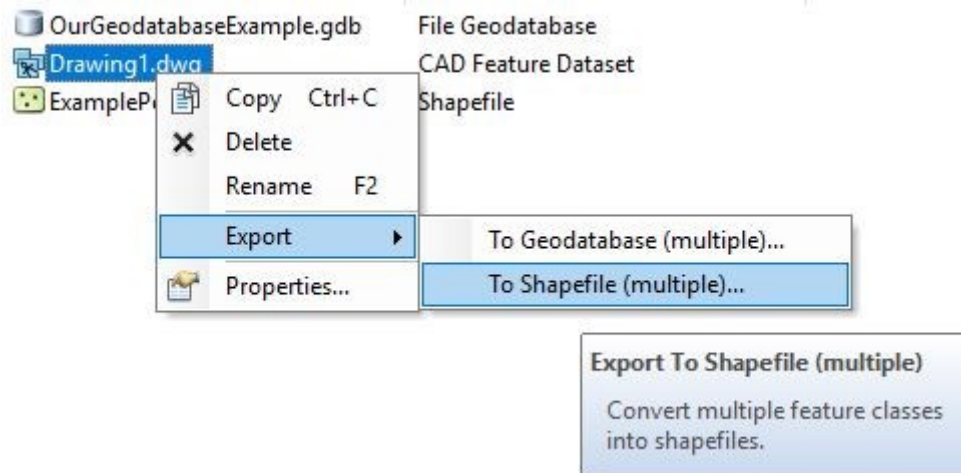 OurGeodatabaseExample.gdb File Geodatabase
Drawing1.dwg CAD Feature Dataset
Shapefile
Copy Ctrl+C
Delete
Rename F2
Export
To Geodatabase (multiple)...
To Shapefile (multiple)...
Properties...
Export To Shapefile (multiple)
Convert multiple feature classes
into shapefiles.